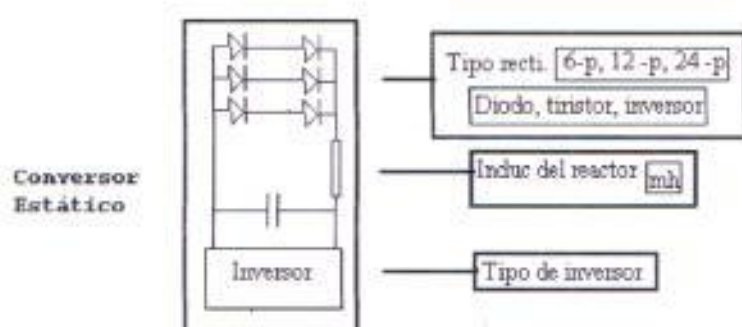 Tipo recti. 6-p, 12 -p, 24 -p
Diodo, tiristor, inversor
Induc del reactor mh
Conversor
Estático
Inversor
Tipo de inversor